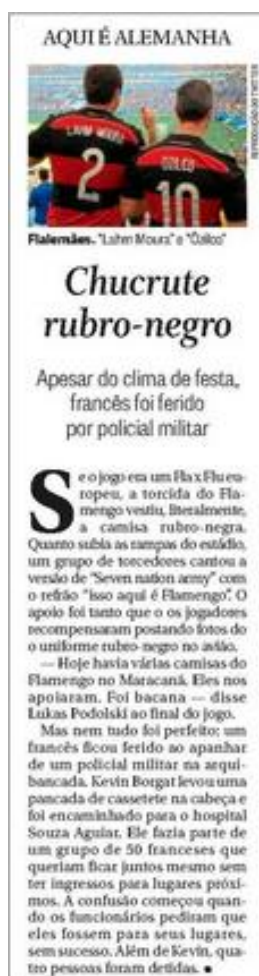 AQUI É ALEMANHA
REPRODUÇÃO DO TWITTER
LAHM MOURA
2
ÖZILCO
10
Flalemães. "Lahm Moura" e "Özilco"
Chucrute
rubro-negro
Apesar do clima de festa,
francês foi ferido
por policial militar
Se o jogo era um Fla x Flu eu-
ropeu, a torcida do Fla-
mengo vestiu, literalmente,
a camisa rubro-negra.
Quanto subia as rampas do estádio,
um grupo de torcedores cantou a
versão de "Seven nation army" com
o refrão "isso aqui é Flamengo". O
apoio foi tanto que o os jogadores
recompensaram postando fotos do
o uniforme rubro-negro no avião.
— Hoje havia várias camisas do
Flamengo no Maracanã. Eles nos
apoiaram. Foi bacana — disse
Lukas Podolski ao final do jogo.
Mas nem tudo foi perfeito: um
francês ficou ferido ao apanhar
de um policial militar na arqui-
bancada. Kevin Borgat levou uma
pancada de cassetete na cabeça e
foi encaminhado para o hospital
Souza Aguiar. Ele fazia parte de
um grupo de 50 franceses que
queriam ficar juntos mesmo sem
ter ingressos para lugares próxi-
mos. A confusão começou quan-
do os funcionários pediram que
eles fossem para seus lugares,
sem sucesso. Além de Kevin, qua-
tro pessoas foram detidas.